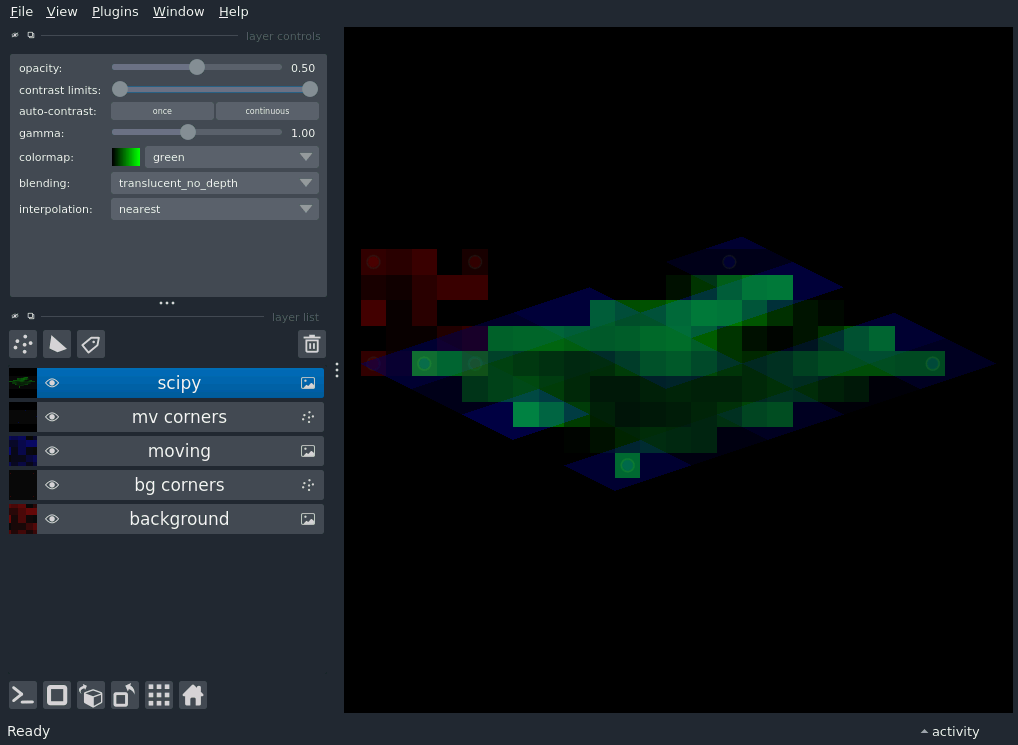 File View Plugins Window Help
layer controls
opacity: 0.50
contrast limits:
auto-contrast: once continuous
gamma: 1.00
colormap: green
blending: translucent_no_depth
interpolation: nearest
layer list
scipy
mv corners
moving
bg corners
background
Ready
activity